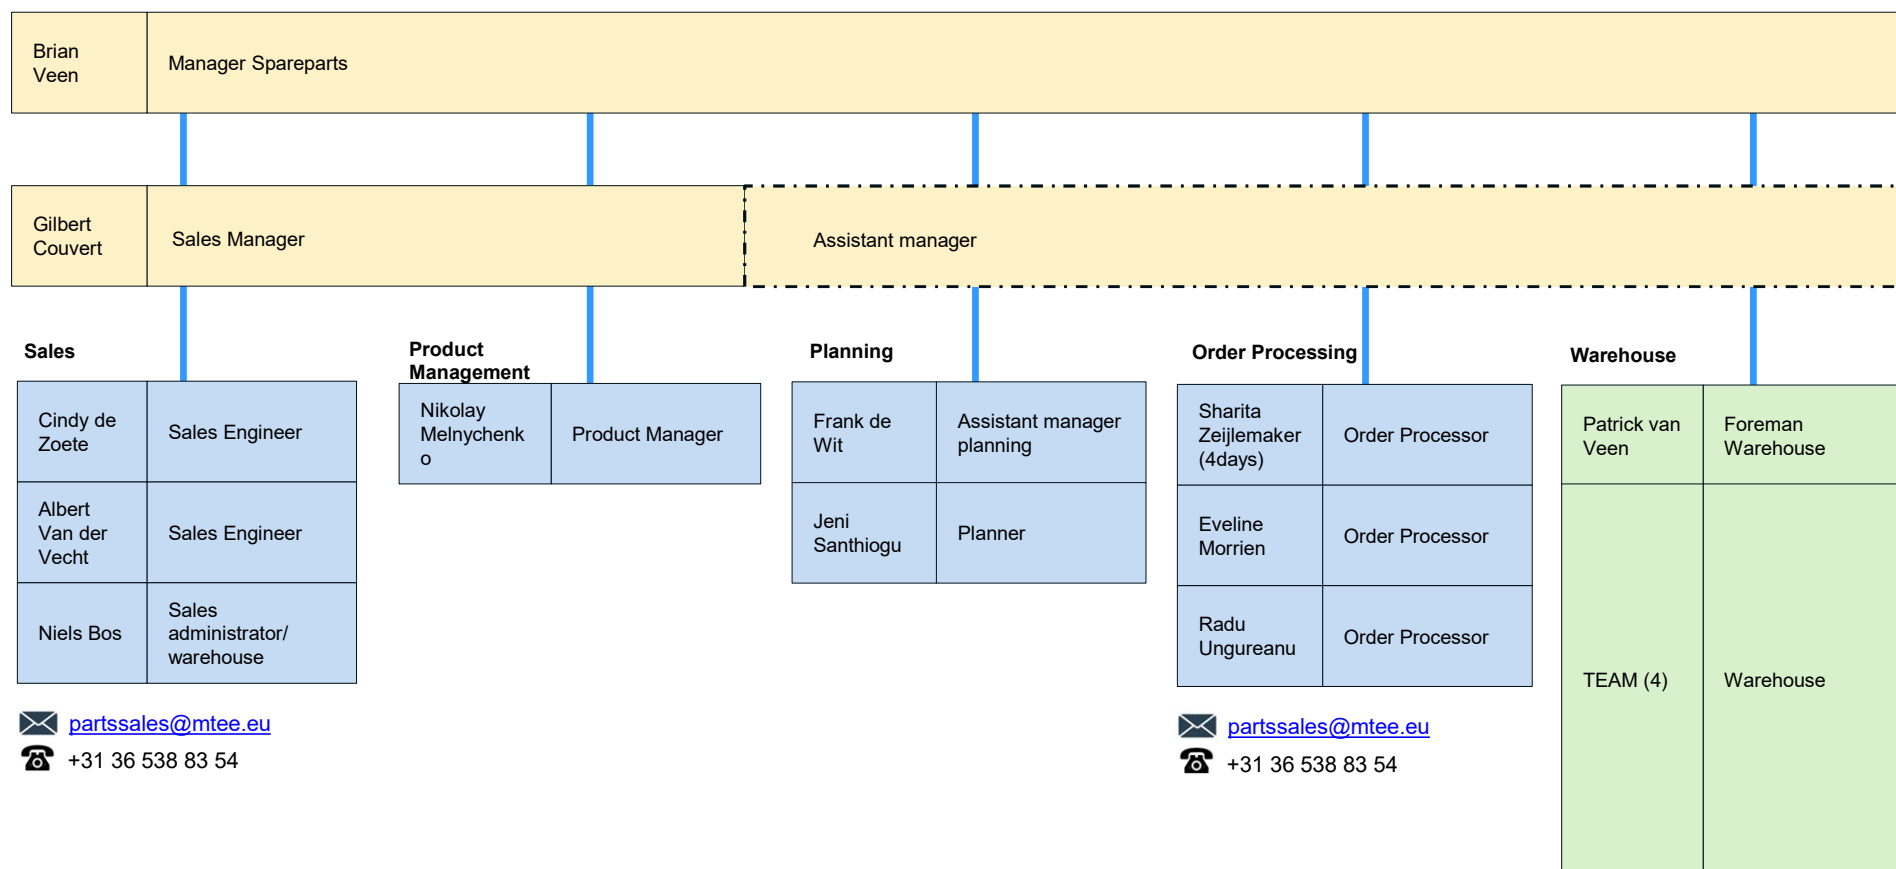 Brian
Veen
Manager Spareparts
Gilbert
Couvert
Sales Manager
Assistant manager
Sales
Cindy de
Zoete
Sales Engineer
Albert
Van der
Vecht
Sales Engineer
Niels Bos
Sales
administrator/
warehouse
partssales@mtee.eu
+31 36 538 83 54
Product
Management
Nikolay
Melnychenk
o
Product Manager
Planning
Frank de
Wit
Assistant manager
planning
Jeni
Santhiogu
Planner
Order Processing
Sharita
Zeijlemaker
(4days)
Order Processor
Eveline
Morrien
Order Processor
Radu
Ungureanu
Order Processor
partssales@mtee.eu
+31 36 538 83 54
Warehouse
Patrick van
Veen
Foreman
Warehouse
TEAM (4)
Warehouse